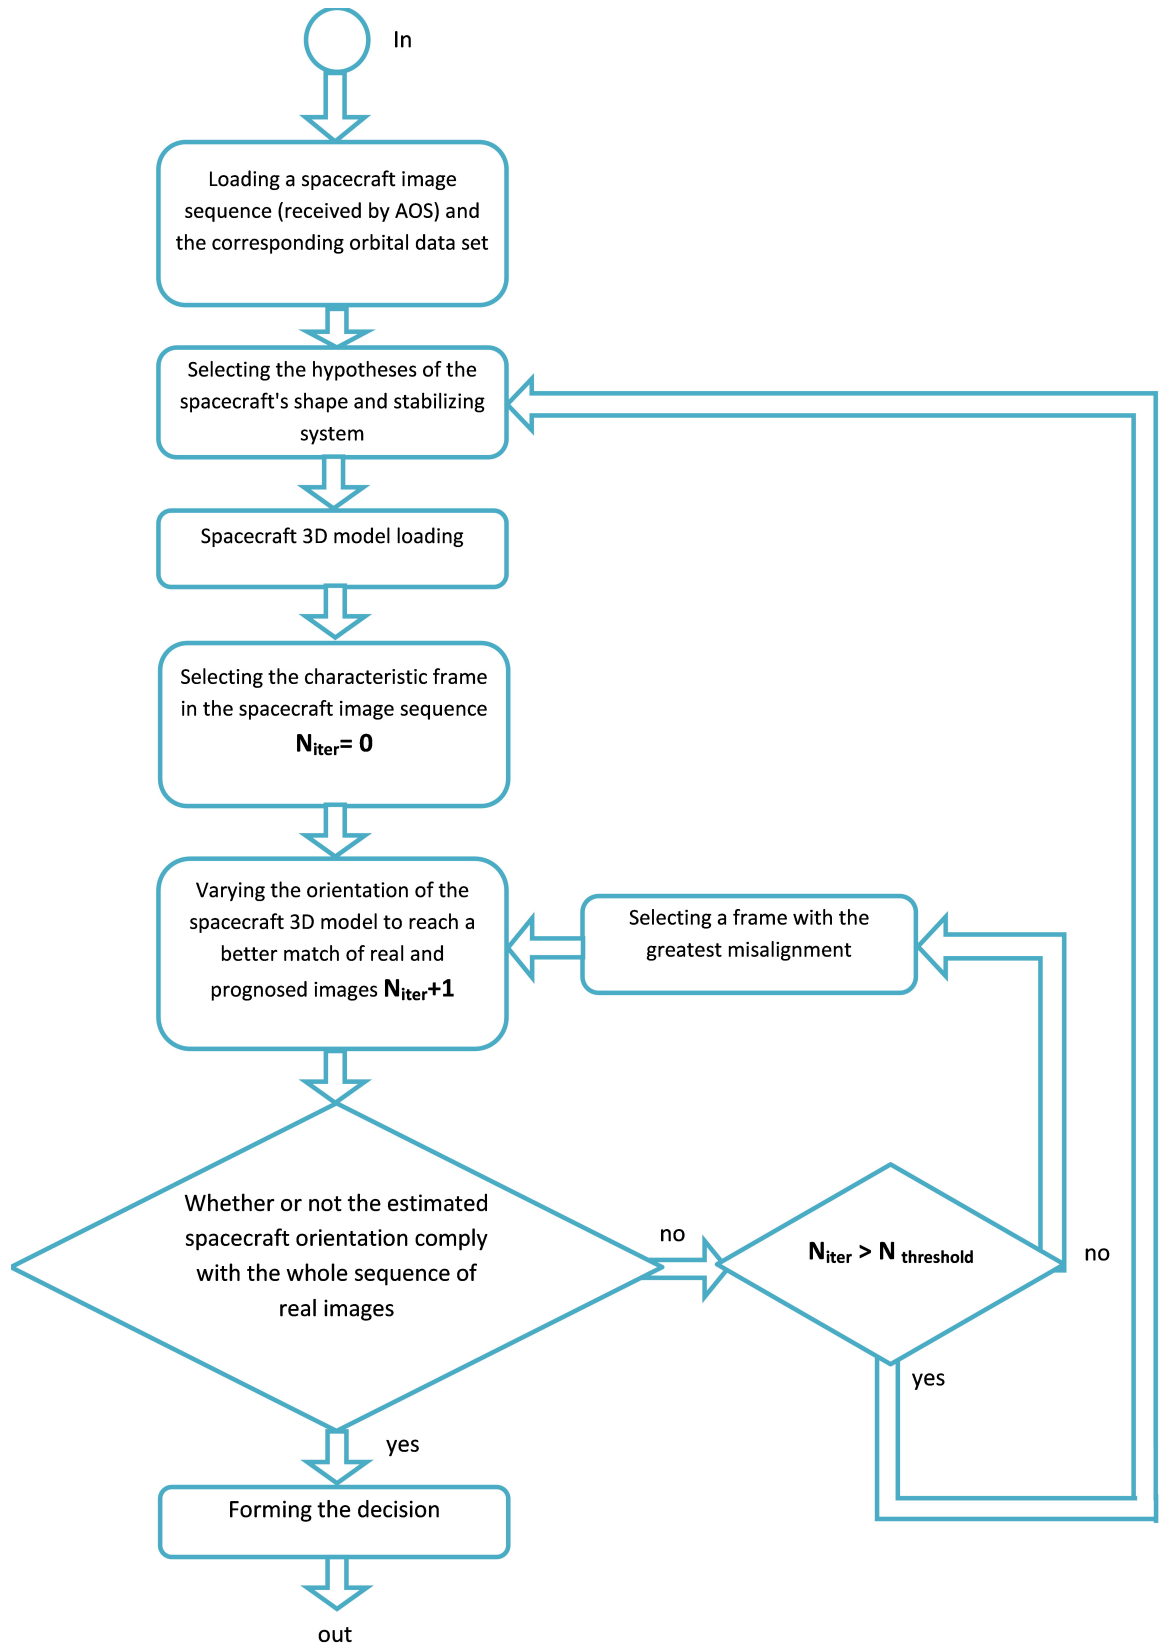 In
Loading a spacecraft image
sequence (received by AOS) and
the corresponding orbital data set
Selecting the hypotheses of the
spacecraft's shape and stabilizing
system
Spacecraft 3D model loading
Selecting the characteristic frame
in the spacecraft image sequence
Niter= 0
Varying the orientation of the
spacecraft 3D model to reach a
better match of real and
prognosed images Niter+1
Selecting a frame with the
greatest misalignment
Whether or not the estimated
spacecraft orientation comply
with the whole sequence of
real images
no
Niter > N threshold
no
yes
yes
Forming the decision
out